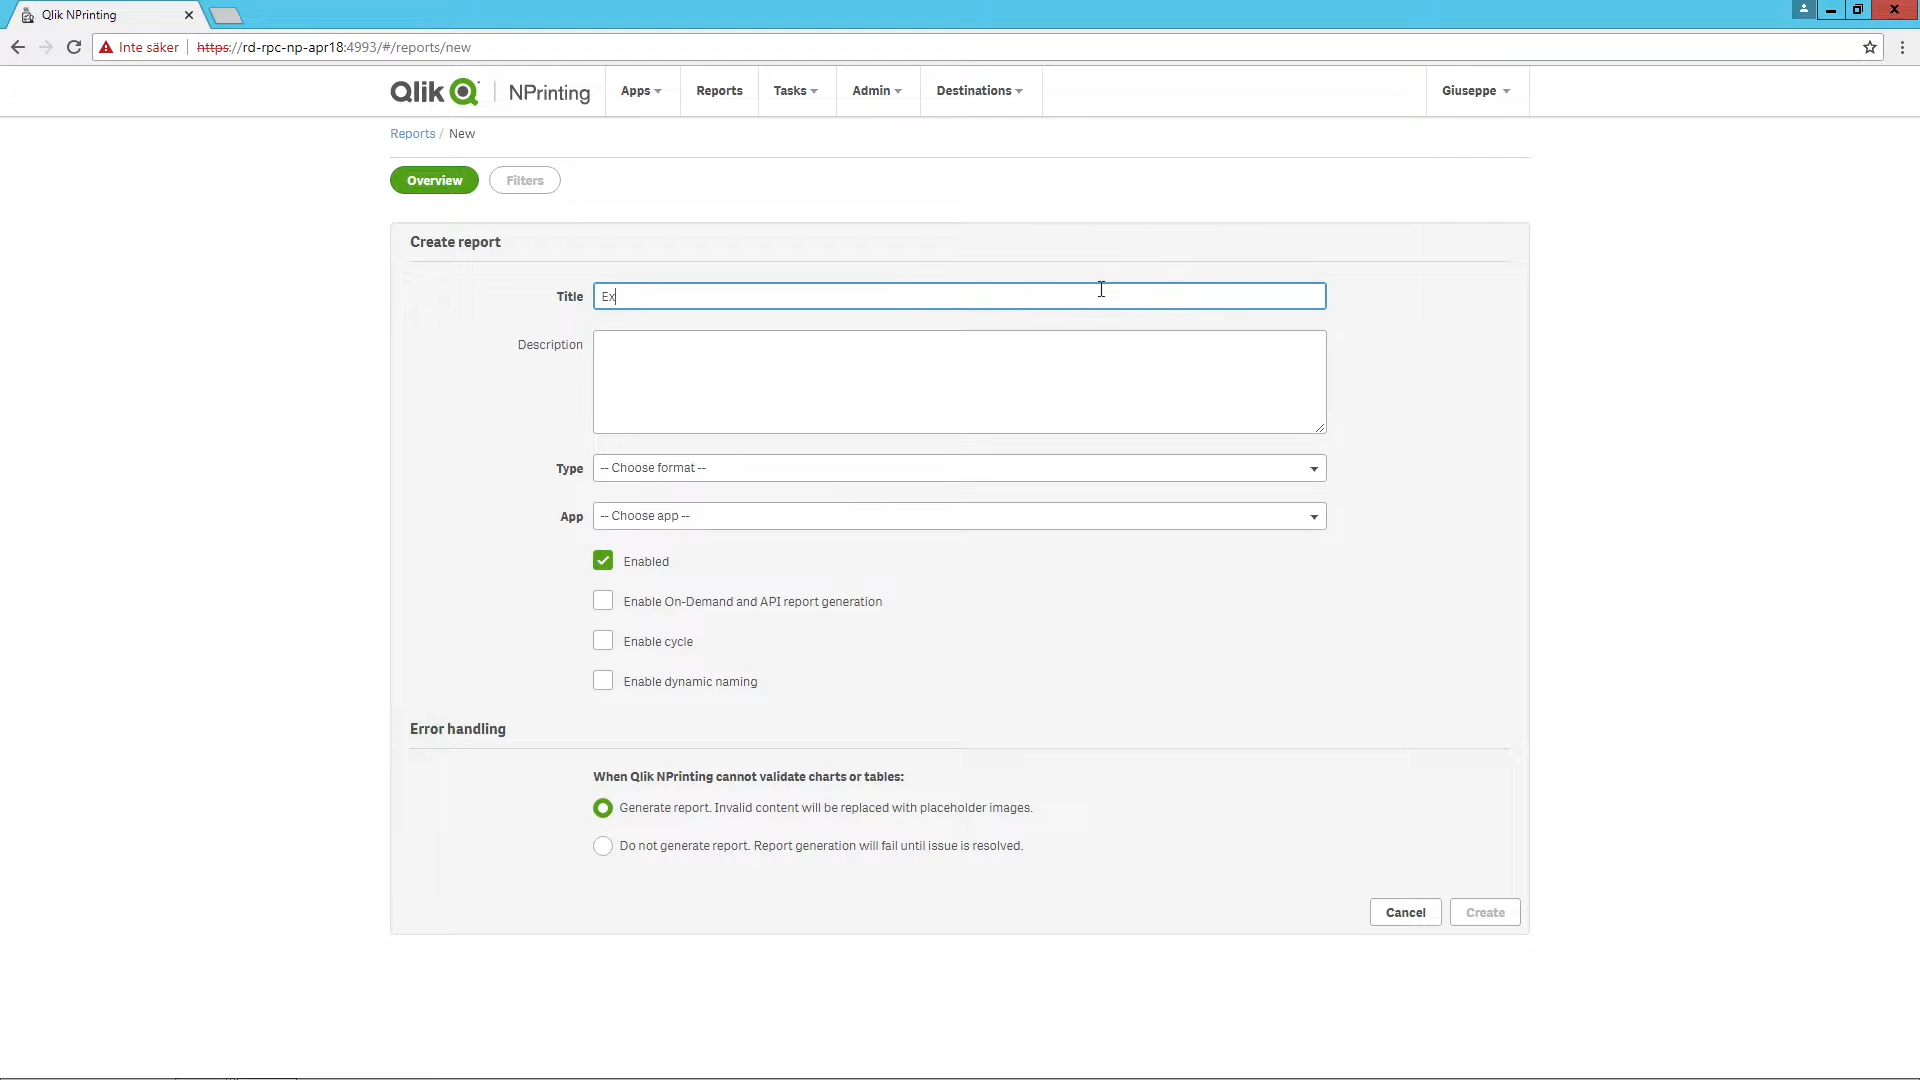 Qlik NPrinting
Inte säker https://rd-rpc-np-apr18:4993/#/reports/new
Qlik NPrinting Apps Reports Tasks Admin Destinations Giuseppe
Reports / New
Overview Filters
Create report
Title Ex
Description
Type -- Choose format --
App -- Choose app --
Enabled
Enable On-Demand and API report generation
Enable cycle
Enable dynamic naming
Error handling
When Qlik NPrinting cannot validate charts or tables:
Generate report. Invalid content will be replaced with placeholder images.
Do not generate report. Report generation will fail until issue is resolved.
Cancel Create